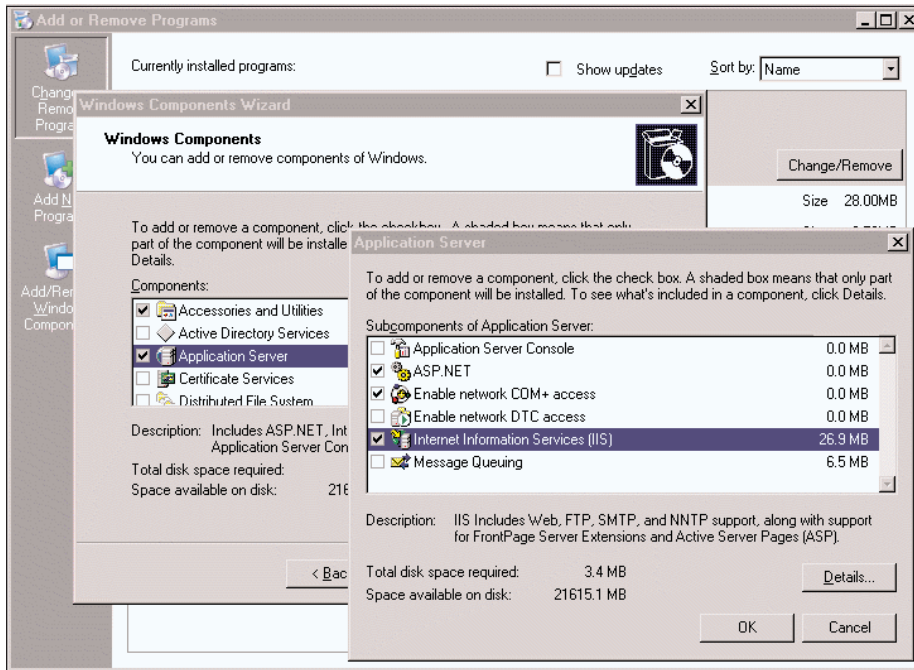 Add or Remove Programs
Currently installed programs:
Show updates
Sort by: Name
Change
Remo
Progra
Add N
Progra
Add/Rer
Windo
Compon
Change/Remove
Size 28.00MB
Windows Components Wizard
Windows Components
You can add or remove components of Windows.
To add or remove a component, click the checkbox. A shaded box means that only
part of the component will be installe
Details.
Components:
Accessories and Utilities
Active Directory Services
Application Server
Certificate Services
Distributed File System
Description: Includes ASP.NET, Int
Application Server Con
Total disk space required:
Space available on disk: 216
< Bac
Application Server
To add or remove a component, click the check box. A shaded box means that only part
of the component will be installed. To see what's included in a component, click Details.
Subcomponents of Application Server:
Application Server Console 0.0 MB
ASP.NET 0.0 MB
Enable network COM+ access 0.0 MB
Enable network DTC access 0.0 MB
Internet Information Services (IIS) 26.9 MB
Message Queuing 6.5 MB
Description: IIS Includes Web, FTP, SMTP, and NNTP support, along with support
for FrontPage Server Extensions and Active Server Pages (ASP).
Total disk space required: 3.4 MB
Space available on disk: 21615.1 MB
Details...
OK Cancel